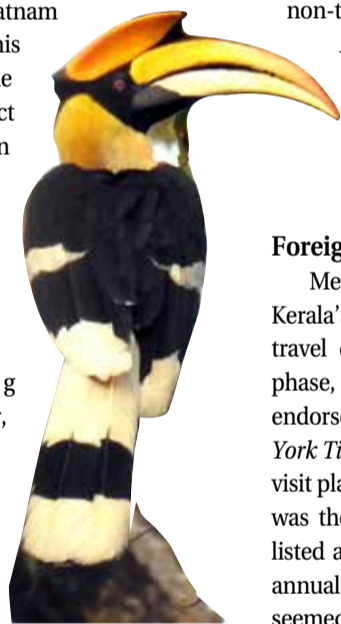 atnam
his
e
ct
n
g
,
non-t
Foreig
Me
Kerala's
travel
phase,
endorse
York Ti
visit pla
was the
listed a
annual
seemed